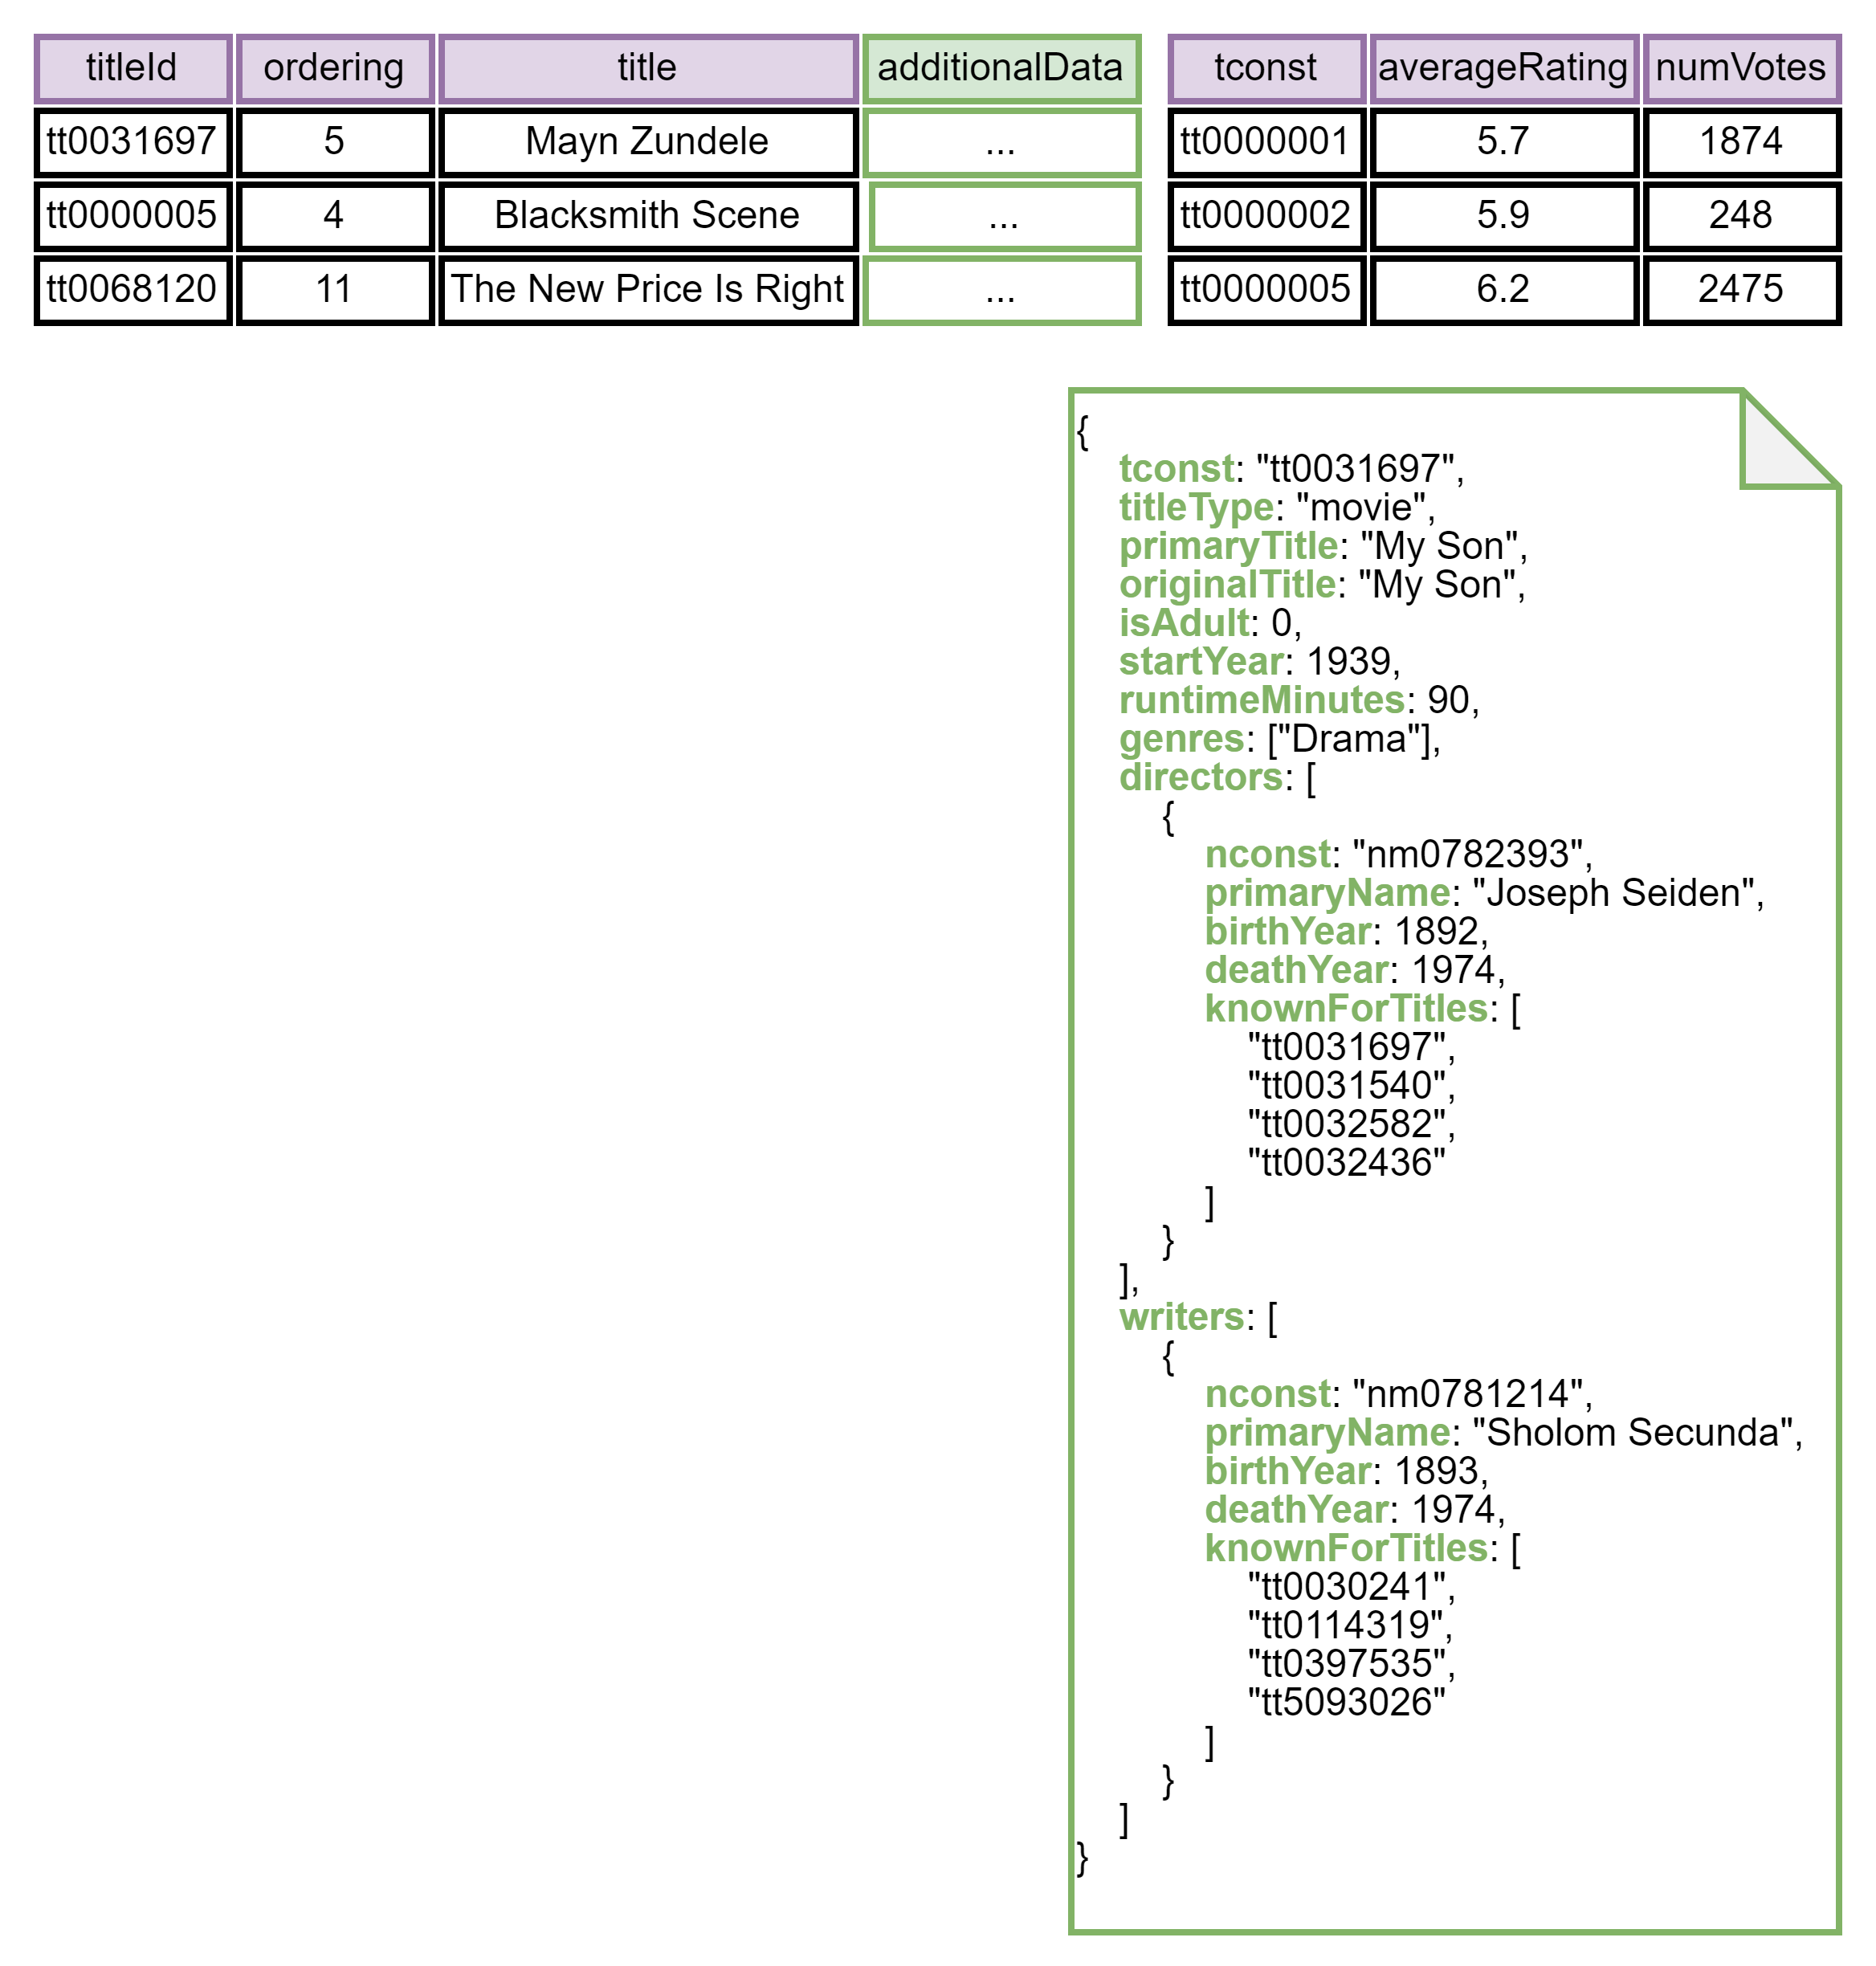 titleId ordering title additionalData tconst averageRating numVotes
tt0031697 5 Mayn Zundele ... tt0000001 5.7 1874
tt0000005 4 Blacksmith Scene ... tt0000002 5.9 248
tt0068120 11 The New Price Is Right ... tt0000005 6.2 2475
{
tconst: "tt0031697",
titleType: "movie",
primaryTitle: "My Son",
originalTitle: "My Son",
isAdult: 0,
startYear: 1939,
runtimeMinutes: 90,
genres: ["Drama"],
directors: [
{
nconst: "nm0782393",
primaryName: "Joseph Seiden",
birthYear: 1892,
deathYear: 1974,
knownForTitles: [
"tt0031697",
"tt0031540",
"tt0032582",
"tt0032436"
]
}
],
writers: [
{
nconst: "nm0781214",
primaryName: "Sholom Secunda",
birthYear: 1893,
deathYear: 1974,
knownForTitles: [
"tt0030241",
"tt0114319",
"tt0397535",
"tt5093026"
]
}
]
}